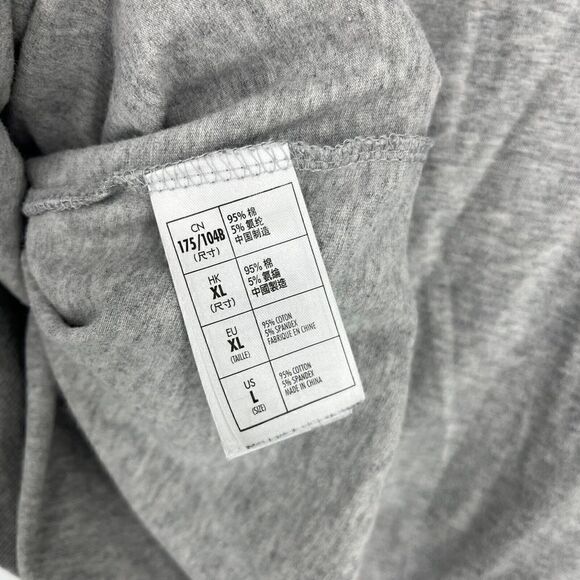 CN
175/104B
(尺寸)
95% 棉
5% 氨纶
中国制造
HK
XL
(尺寸)
95% 棉
5% 氨綸
中國製造
EU
XL
(TAILLE)
95% COTON
5% SPANDEX
FABRIQUE EN CHINE
US
L
(SIZE)
95% COTTON
5% SPANDEX
MADE IN CHINA